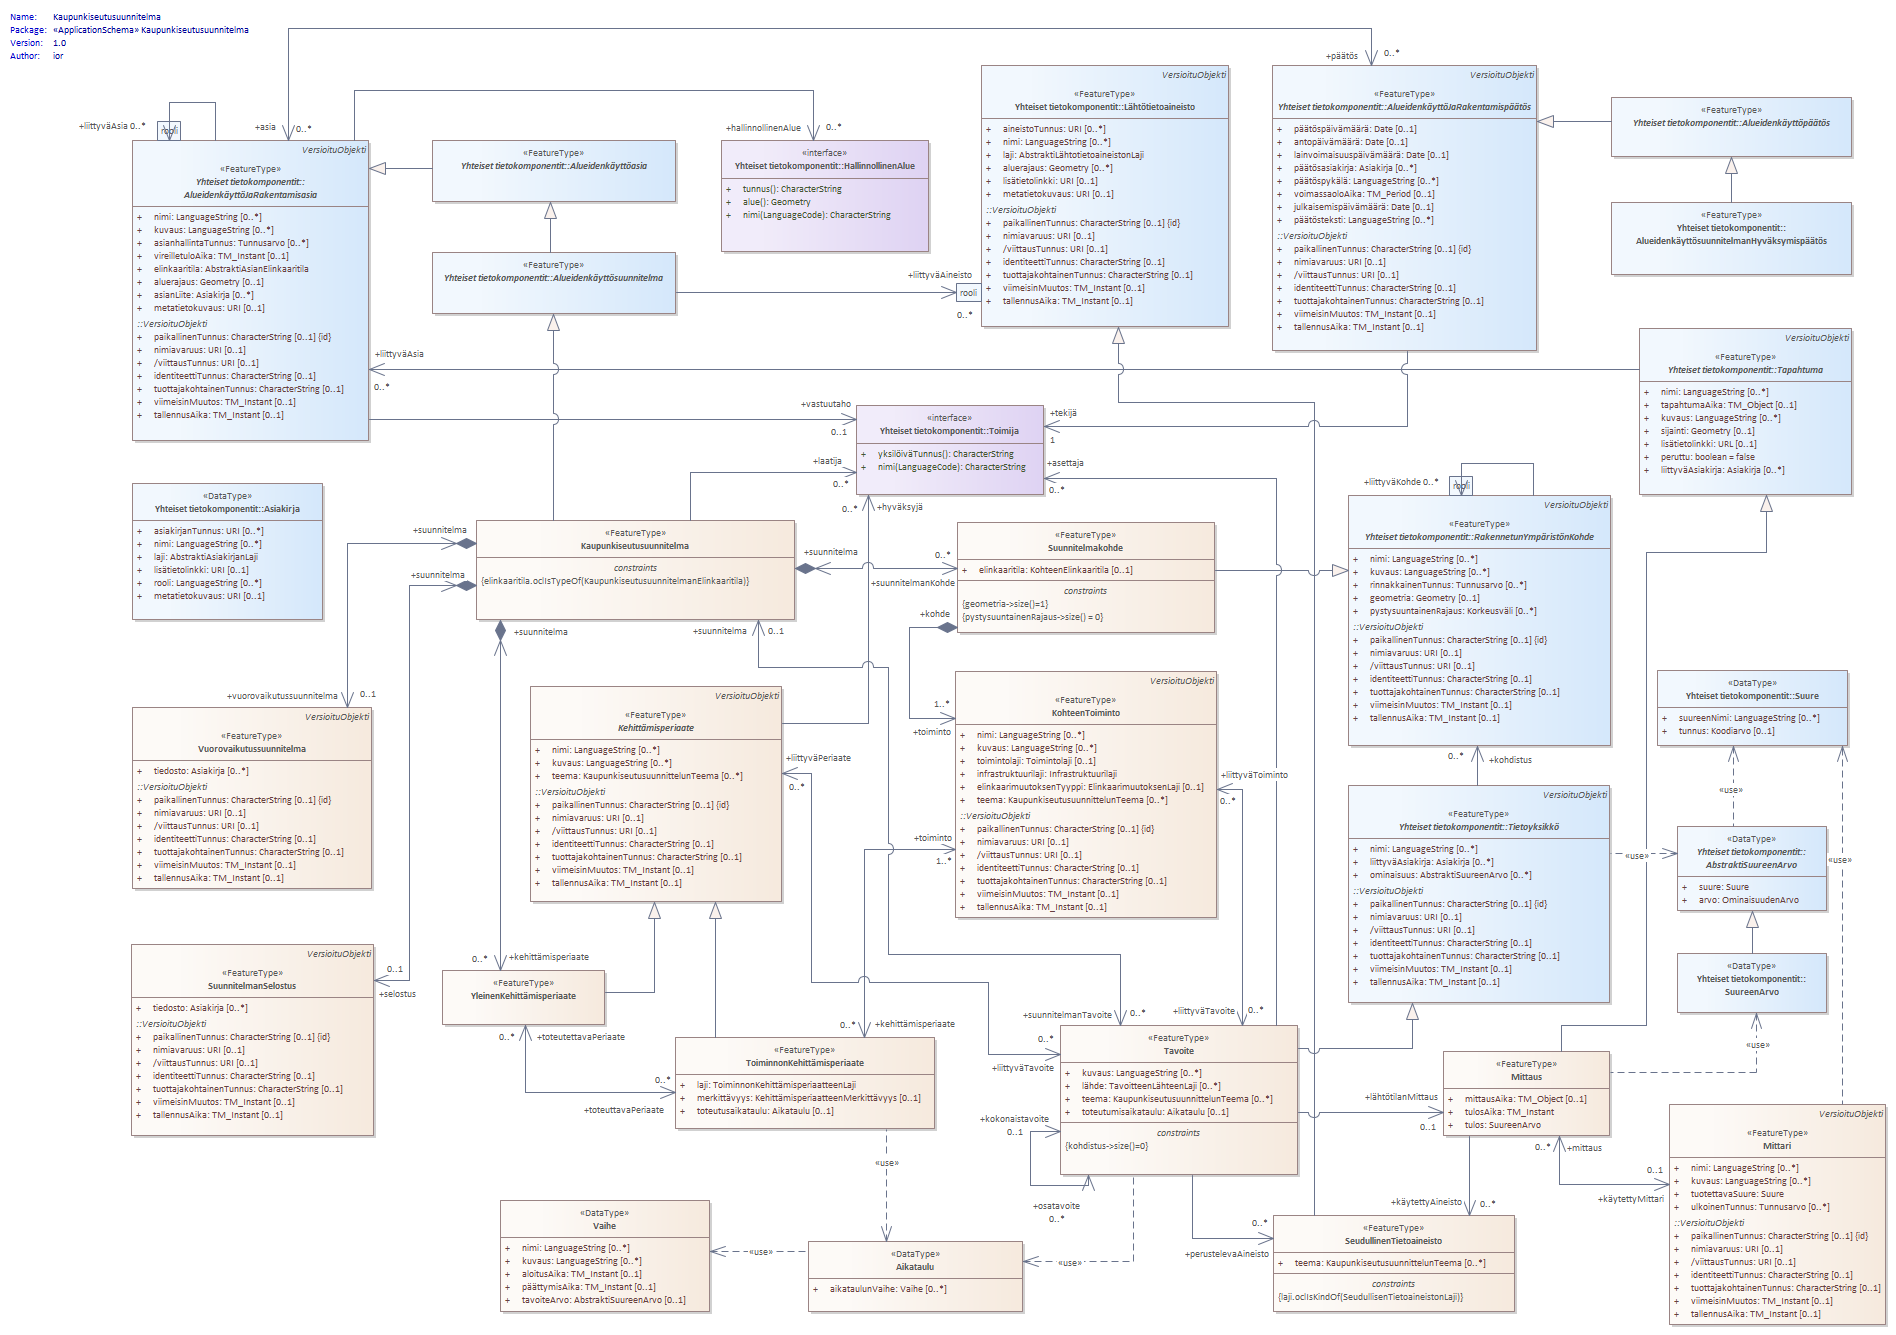 Name: Kaupunkiseutusuunnitelma
Package: «ApplicationSchema» Kaupunkiseutusuunnitelma
Version: 1.0
Author: ior
+päätös
0..*
+liittyväAsia 0..*
rooli
+asia
0..*
+hallinnollinenAlue
0..*
VersioituObjekti
«FeatureType»
Yhteiset tietokomponentit::
AlueidenkäyttöJaRakentamisasia
+ nimi: LanguageString [0..*]
+ kuvaus: LanguageString [0..*]
+ asianhallintaTunnus: Tunnusarvo [0..*]
+ vireilletuloAika: TM_Instant [0..1]
+ elinkaaritila: AbstraktiAsianElinkaaritila
+ aluerajaus: Geometry [0..1]
+ asianLiite: Asiakirja [0..*]
+ metatietokuvaus: URI [0..1]
::VersioituObjekti
+ paikallinenTunnus: CharacterString [0..1] {id}
+ nimiavaruus: URI [0..1]
+ /viittausTunnus: URI [0..1]
+ identiteettiTunnus: CharacterString [0..1]
+ tuottajakohtainenTunnus: CharacterString [0..1]
+ viimeisinMuutos: TM_Instant [0..1]
+ tallennusAika: TM_Instant [0..1]
«FeatureType»
Yhteiset tietokomponentit::Alueidenkäyttöasia
«FeatureType»
Yhteiset tietokomponentit::Alueidenkäyttösuunnitelma
«interface»
Yhteiset tietokomponentit::HallinnollinenAlue
+ tunnus(): CharacterString
+ alue(): Geometry
+ nimi(LanguageCode): CharacterString
+liittyväAineisto
rooli
0..*
VersioituObjekti
«FeatureType»
Yhteiset tietokomponentit::Lähtötietoaineisto
+ aineistoTunnus: URI [0..*]
+ nimi: LanguageString [0..*]
+ laji: AbstraktiLähtotietoaineistonLaji
+ aluerajaus: Geometry [0..*]
+ lisätietolinkki: URI [0..1]
+ metatietokuvaus: URI [0..1]
::VersioituObjekti
+ paikallinenTunnus: CharacterString [0..1] {id}
+ nimiavaruus: URI [0..1]
+ /viittausTunnus: URI [0..1]
+ identiteettiTunnus: CharacterString [0..1]
+ tuottajakohtainenTunnus: CharacterString [0..1]
+ viimeisinMuutos: TM_Instant [0..1]
+ tallennusAika: TM_Instant [0..1]
VersioituObjekti
«FeatureType»
Yhteiset tietokomponentit::AlueidenkäyttöJaRakentamispäätös
+ päätöspäivämäärä: Date [0..1]
+ antopäivämäärä: Date [0..1]
+ lainvoimaisuuspäivämäärä: Date [0..1]
+ päätösasiakirja: Asiakirja [0..*]
+ päätöspykälä: LanguageString [0..*]
+ voimassaoloAika: TM_Period [0..1]
+ julkaisemispäivämäärä: Date [0..1]
+ päätösteksti: LanguageString [0..*]
::VersioituObjekti
+ paikallinenTunnus: CharacterString [0..1] {id}
+ nimiavaruus: URI [0..1]
+ /viittausTunnus: URI [0..1]
+ identiteettiTunnus: CharacterString [0..1]
+ tuottajakohtainenTunnus: CharacterString [0..1]
+ viimeisinMuutos: TM_Instant [0..1]
+ tallennusAika: TM_Instant [0..1]
«FeatureType»
Yhteiset tietokomponentit::Alueidenkäyttöpäätös
«FeatureType»
Yhteiset tietokomponentit::
AlueidenkäyttösuunnitelmanHyväksymispäätös
VersioituObjekti
«FeatureType»
Yhteiset tietokomponentit::Tapahtuma
+ nimi: LanguageString [0..*]
+ tapahtumaAika: TM_Object [0..1]
+ kuvaus: LanguageString [0..*]
+ sijainti: Geometry [0..1]
+ lisätietolinkki: URL [0..1]
+ peruttu: boolean = false
+ liittyväAsiakirja: Asiakirja [0..*]
+liittyväAsia
0..*
+vastuutaho
0..1
+laatija
0..*
+tekijä
1
+asettaja
0..*
0..*
+hyväksyjä
«interface»
Yhteiset tietokomponentit::Toimija
+ yksilöiväTunnus(): CharacterString
+ nimi(LanguageCode): CharacterString
«DataType»
Yhteiset tietokomponentit::Asiakirja
+ asiakirjanTunnus: URI [0..*]
+ nimi: LanguageString [0..*]
+ laji: AbstraktiAsiakirjanLaji
+ lisätietolinkki: URI [0..1]
+ rooli: LanguageString [0..*]
+ metatietokuvaus: URI [0..1]
«FeatureType»
Kaupunkiseutusuunnitelma
constraints
{elinkaaritila.oclIsTypeOf(KaupunkiseutusuunnitelmanElinkaaritila)}
+suunnitelma
+suunnitelma
+suunnitelma
+suunnitelma
0..1
+suunnitelma
0..*
+suunnitelmanKohde
«FeatureType»
Suunnitelmakohde
+ elinkaaritila: KohteenElinkaaritila [0..1]
constraints
{geometria->size()=1}
{pystysuuntainenRajaus->size() = 0}
+kohde
1..*
+toiminto
+liittyväKohde 0..*
rooli
VersioituObjekti
«FeatureType»
Yhteiset tietokomponentit::RakennetunYmpäristönKohde
+ nimi: LanguageString [0..*]
+ kuvaus: LanguageString [0..*]
+ rinnakkainenTunnus: Tunnusarvo [0..*]
+ geometria: Geometry [0..1]
+ pystysuuntainenRajaus: Korkeusväli [0..*]
::VersioituObjekti
+ paikallinenTunnus: CharacterString [0..1] {id}
+ nimiavaruus: URI [0..1]
+ /viittausTunnus: URI [0..1]
+ identiteettiTunnus: CharacterString [0..1]
+ tuottajakohtainenTunnus: CharacterString [0..1]
+ viimeisinMuutos: TM_Instant [0..1]
+ tallennusAika: TM_Instant [0..1]
+vuorovaikutussuunnitelma
0..1
VersioituObjekti
«FeatureType»
Vuorovaikutussuunnitelma
+ tiedosto: Asiakirja [0..*]
::VersioituObjekti
+ paikallinenTunnus: CharacterString [0..1] {id}
+ nimiavaruus: URI [0..1]
+ /viittausTunnus: URI [0..1]
+ identiteettiTunnus: CharacterString [0..1]
+ tuottajakohtainenTunnus: CharacterString [0..1]
+ viimeisinMuutos: TM_Instant [0..1]
+ tallennusAika: TM_Instant [0..1]
VersioituObjekti
«FeatureType»
Kehittämisperiaate
+ nimi: LanguageString [0..*]
+ kuvaus: LanguageString [0..*]
+ teema: KaupunkiseutusuunnittelunTeema [0..*]
::VersioituObjekti
+ paikallinenTunnus: CharacterString [0..1] {id}
+ nimiavaruus: URI [0..1]
+ /viittausTunnus: URI [0..1]
+ identiteettiTunnus: CharacterString [0..1]
+ tuottajakohtainenTunnus: CharacterString [0..1]
+ viimeisinMuutos: TM_Instant [0..1]
+ tallennusAika: TM_Instant [0..1]
+liittyväPeriaate
0..*
+toiminto
1..*
VersioituObjekti
«FeatureType»
KohteenToiminto
+ nimi: LanguageString [0..*]
+ kuvaus: LanguageString [0..*]
+ toimintolaji: Toimintolaji [0..1]
+ infrastruktuurilaji: Infrastruktuurilaji
+ elinkaarimuutoksenTyyppi: ElinkaarimuutoksenLaji [0..1]
+ teema: KaupunkiseutusuunnittelunTeema [0..*]
::VersioituObjekti
+ paikallinenTunnus: CharacterString [0..1] {id}
+ nimiavaruus: URI [0..1]
+ /viittausTunnus: URI [0..1]
+ identiteettiTunnus: CharacterString [0..1]
+ tuottajakohtainenTunnus: CharacterString [0..1]
+ viimeisinMuutos: TM_Instant [0..1]
+ tallennusAika: TM_Instant [0..1]
+liittyväToiminto
0..*
0..*
+kohdistus
VersioituObjekti
«FeatureType»
Yhteiset tietokomponentit::Tietoyksikkö
+ nimi: LanguageString [0..*]
+ liittyväAsiakirja: Asiakirja [0..*]
+ ominaisuus: AbstraktiSuureenArvo [0..*]
::VersioituObjekti
+ paikallinenTunnus: CharacterString [0..1] {id}
+ nimiavaruus: URI [0..1]
+ /viittausTunnus: URI [0..1]
+ identiteettiTunnus: CharacterString [0..1]
+ tuottajakohtainenTunnus: CharacterString [0..1]
+ viimeisinMuutos: TM_Instant [0..1]
+ tallennusAika: TM_Instant [0..1]
«DataType»
Yhteiset tietokomponentit::Suure
+ suureenNimi: LanguageString [0..*]
+ tunnus: Koodiarvo [0..1]
«use»
«use»
«use»
«DataType»
Yhteiset tietokomponentit::
AbstraktiSuureenArvo
+ suure: Suure
+ arvo: OminaisuudenArvo
«DataType»
Yhteiset tietokomponentit::
SuureenArvo
«use»
VersioituObjekti
«FeatureType»
SuunnitelmanSelostus
+ tiedosto: Asiakirja [0..*]
::VersioituObjekti
+ paikallinenTunnus: CharacterString [0..1] {id}
+ nimiavaruus: URI [0..1]
+ /viittausTunnus: URI [0..1]
+ identiteettiTunnus: CharacterString [0..1]
+ tuottajakohtainenTunnus: CharacterString [0..1]
+ viimeisinMuutos: TM_Instant [0..1]
+ tallennusAika: TM_Instant [0..1]
0..1
+selostus
0..*
+kehittämisperiaate
«FeatureType»
YleinenKehittämisperiaate
0..*
+toteutettavaPeriaate
0..*
+toteuttavaPeriaate
0..*
+kehittämisperiaate
«FeatureType»
ToiminnonKehittämisperiaate
+ laji: ToiminnonKehittämisperiaatteenLaji
+ merkittävyys: KehittämisperiaatteenMerkittävyys [0..1]
+ toteutusaikataulu: Aikataulu [0..1]
+suunnitelmanTavoite
0..*
+liittyväTavoite
0..*
0..*
+liittyväTavoite
«FeatureType»
Tavoite
+ kuvaus: LanguageString [0..*]
+ lähde: TavoitteenLähteenLaji [0..*]
+ teema: KaupunkiseutusuunnittelunTeema [0..*]
+ toteutumisaikataulu: Aikataulu [0..1]
constraints
{kohdistus->size()=0}
+kokonaistavoite
0..1
+osatavoite
0..*
+lähtötilanMittaus
0..1
«FeatureType»
Mittaus
+ mittausAika: TM_Object [0..1]
+ tulosAika: TM_Instant
+ tulos: SuureenArvo
0..*
+mittaus
0..1
+käytettyMittari
VersioituObjekti
«FeatureType»
Mittari
+ nimi: LanguageString [0..*]
+ kuvaus: LanguageString [0..*]
+ tuotettavaSuure: Suure
+ ulkoinenTunnus: Tunnusarvo [0..*]
::VersioituObjekti
+ paikallinenTunnus: CharacterString [0..1] {id}
+ nimiavaruus: URI [0..1]
+ /viittausTunnus: URI [0..1]
+ identiteettiTunnus: CharacterString [0..1]
+ tuottajakohtainenTunnus: CharacterString [0..1]
+ viimeisinMuutos: TM_Instant [0..1]
+ tallennusAika: TM_Instant [0..1]
+käytettyAineisto
0..*
0..*
+perustelevaAineisto
«FeatureType»
SeudullinenTietoaineisto
+ teema: KaupunkiseutusuunnittelunTeema [0..*]
constraints
{laji.oclIsKindOf(SeudullisenTietoaineistonLaji)}
«use»
«use»
«use»
«DataType»
Vaihe
+ nimi: LanguageString [0..*]
+ kuvaus: LanguageString [0..*]
+ aloitusAika: TM_Instant [0..1]
+ päättymisAika: TM_Instant [0..1]
+ tavoiteArvo: AbstraktiSuureenArvo [0..1]
«DataType»
Aikataulu
+ aikataulunVaihe: Vaihe [0..*]